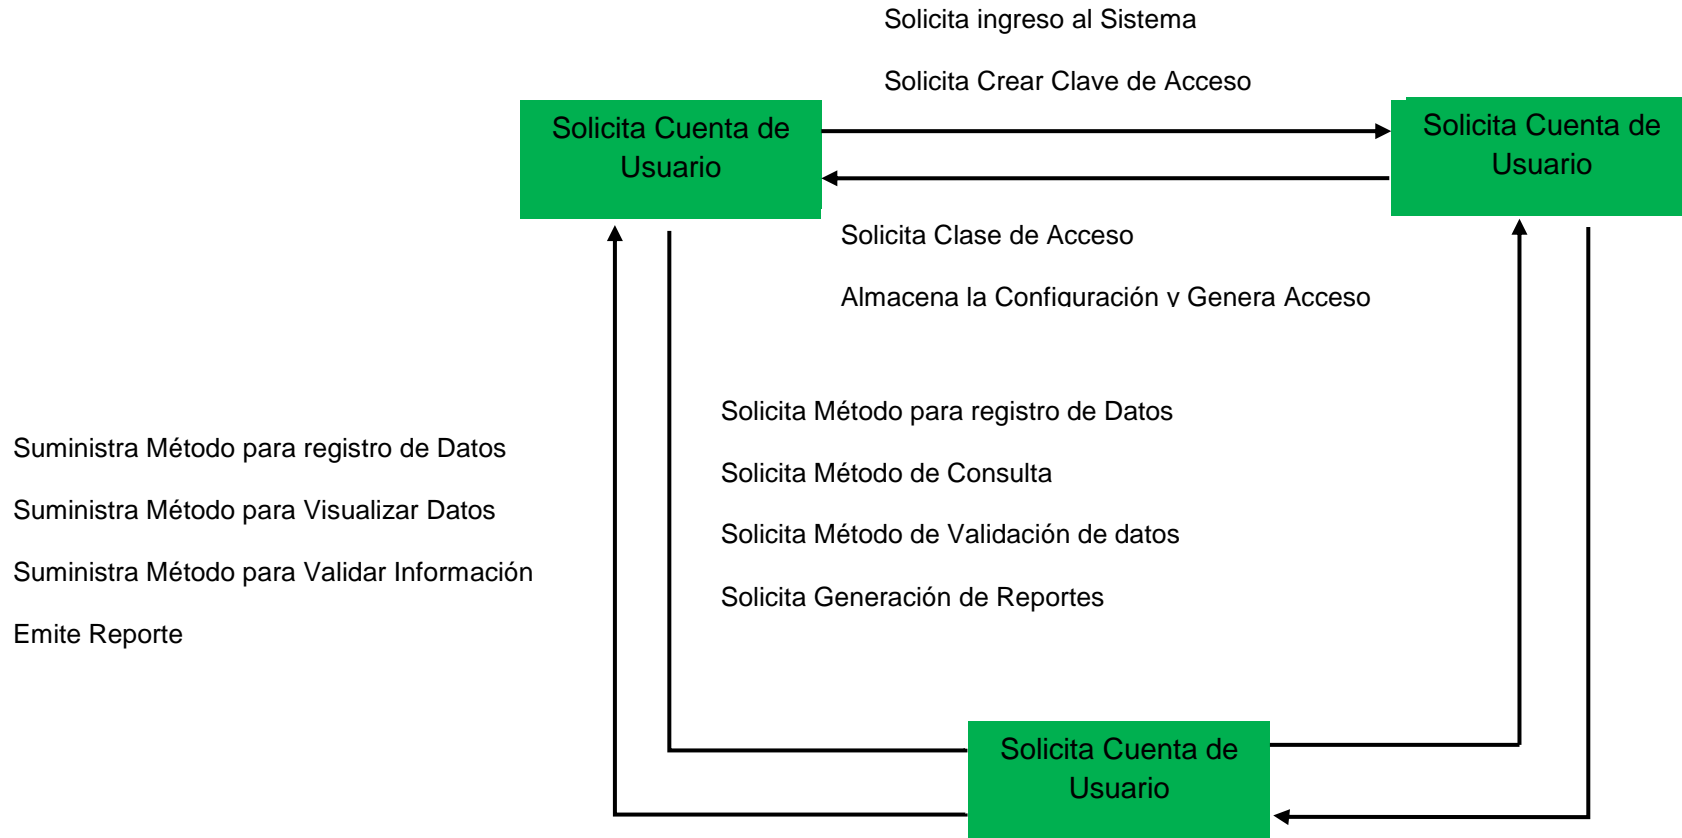 Solicita ingreso al Sistema
Solicita Crear Clave de Acceso
Solicita Cuenta de
Usuario
Solicita Cuenta de
Usuario
Solicita Clase de Acceso
Almacena la Configuración y Genera Acceso
Solicita Método para registro de Datos
Solicita Método de Consulta
Solicita Método de Validación de datos
Solicita Generación de Reportes
Suministra Método para registro de Datos
Suministra Método para Visualizar Datos
Suministra Método para Validar Información
Emite Reporte
Solicita Cuenta de
Usuario